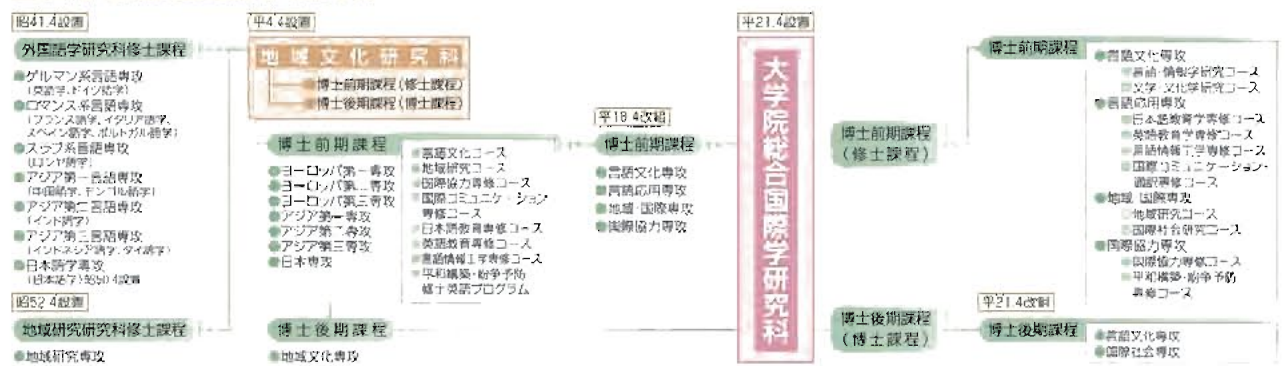 昭41.4設置
外国語学研究科修士課程
●ゲルマン系言語専攻
(英語学,ドイツ語学)
●ロマンス系言語専攻
(フランス語学,イタリア語学,
スペイン語学,ポルトガル語学)
●スラブ系言語専攻
(ロシヤ語学)
●アジア第一言語専攻
(中国語学,モンゴル語学)
●アジア第二言語専攻
(インド語学)
●アジア第三言語専攻
(インドネシア語学,タイ語学)
●日本語学専攻
(日本語学)
昭52.4設置
地域研究研究科修士課程
●地域研究専攻
平4.4設置
地域文化研究科
●博士前期課程(修士課程)
●博士後期課程(博士課程)
博士前期課程
●ヨーロッパ第一専攻
●ヨーロッパ第二専攻
●ヨーロッパ第三専攻
●アジア第一専攻
●アジア第二専攻
●アジア第三専攻
●日本専攻
●言語文化コース
●地域研究コース
●国際協力専修コース
●国際コミュニケーション
専修コース
●日本語教育専修コース
●英語教育専修コース
●言語情報工学専修コース
●平和構築・紛争予防
修士英語プログラム
博士後期課程
●地域文化専攻
平18.4改組
博士前期課程
●言語文化専攻
●言語応用専攻
●地域・国際専攻
●国際協力専攻
平21.4設置
大学院総合国際学研究科
博士前期課程
(修士課程)
博士前期課程
●言語文化専攻
●言語・情報学研究コース
●文学・文化学研究コース
●言語応用専攻
●日本語教育学専修コース
●英語教育学専修コース
●言語情報工学専修コース
●国際コミュニケーション・
通訳専修コース
●地域・国際専攻
●地域研究コース
●国際社会研究コース
●国際協力専攻
●国際協力専修コース
●平和構築・紛争予防
専修コース
博士後期課程
(博士課程)
平21.4改組
博士後期課程
●言語文化専攻
●国際社会専攻